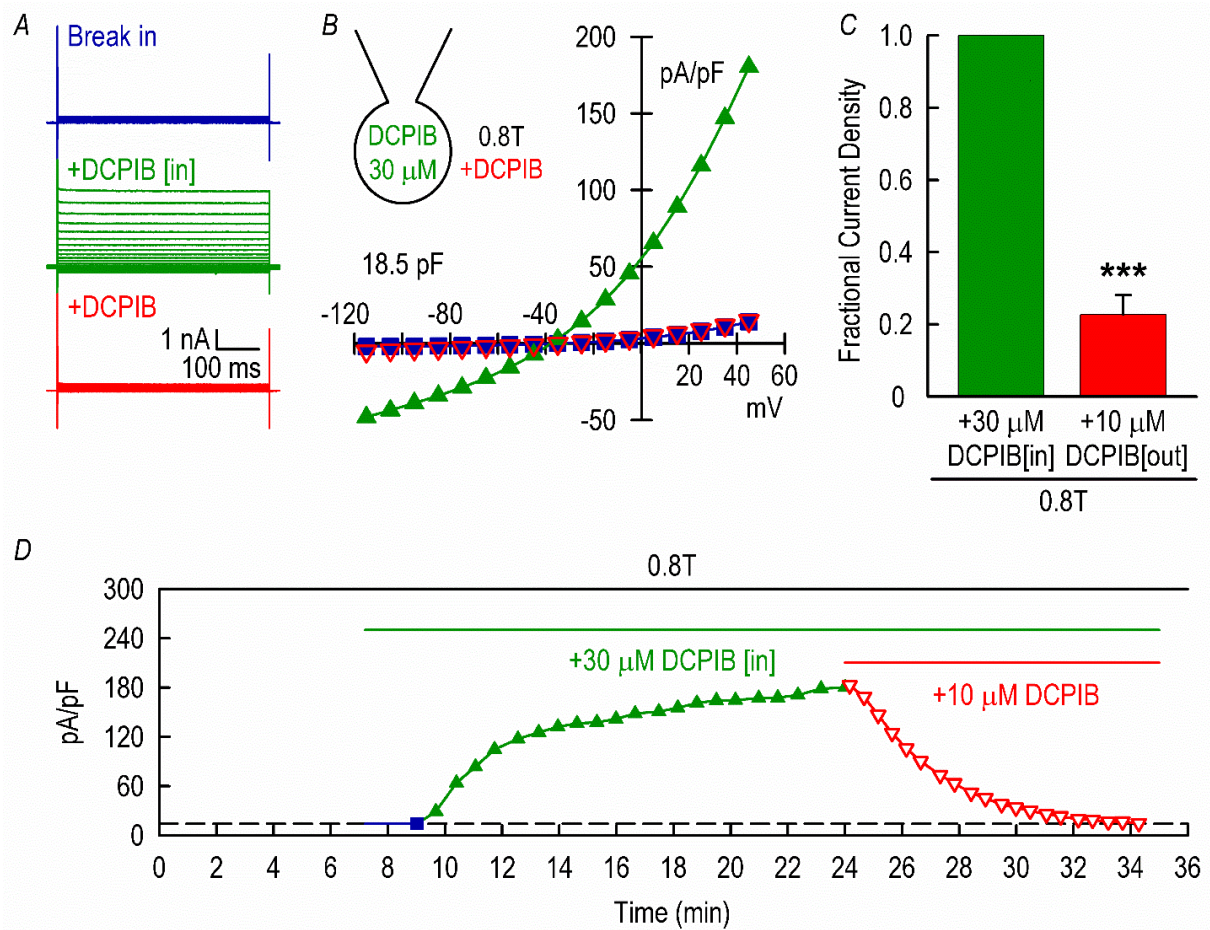 A
Break in
+DCPIB [in]
+DCPIB
1 nA
100 ms
B
DCPIB
30 μM
0.8T
+DCPIB
18.5 pF
pA/pF
200
150
100
50
-50
-120
-80
-40
20
40
60
mV
C
Fractional Current Density
1.0
0.8
0.6
0.4
0.2
0
***
+30 μM
DCPIB[in]
+10 μM
DCPIB[out]
0.8T
D
0.8T
+30 μM DCPIB [in]
+10 μM DCPIB
pA/pF
300
240
180
120
60
0
0 2 4 6 8 10 12 14 16 18 20 22 24 26 28 30 32 34 36
Time (min)